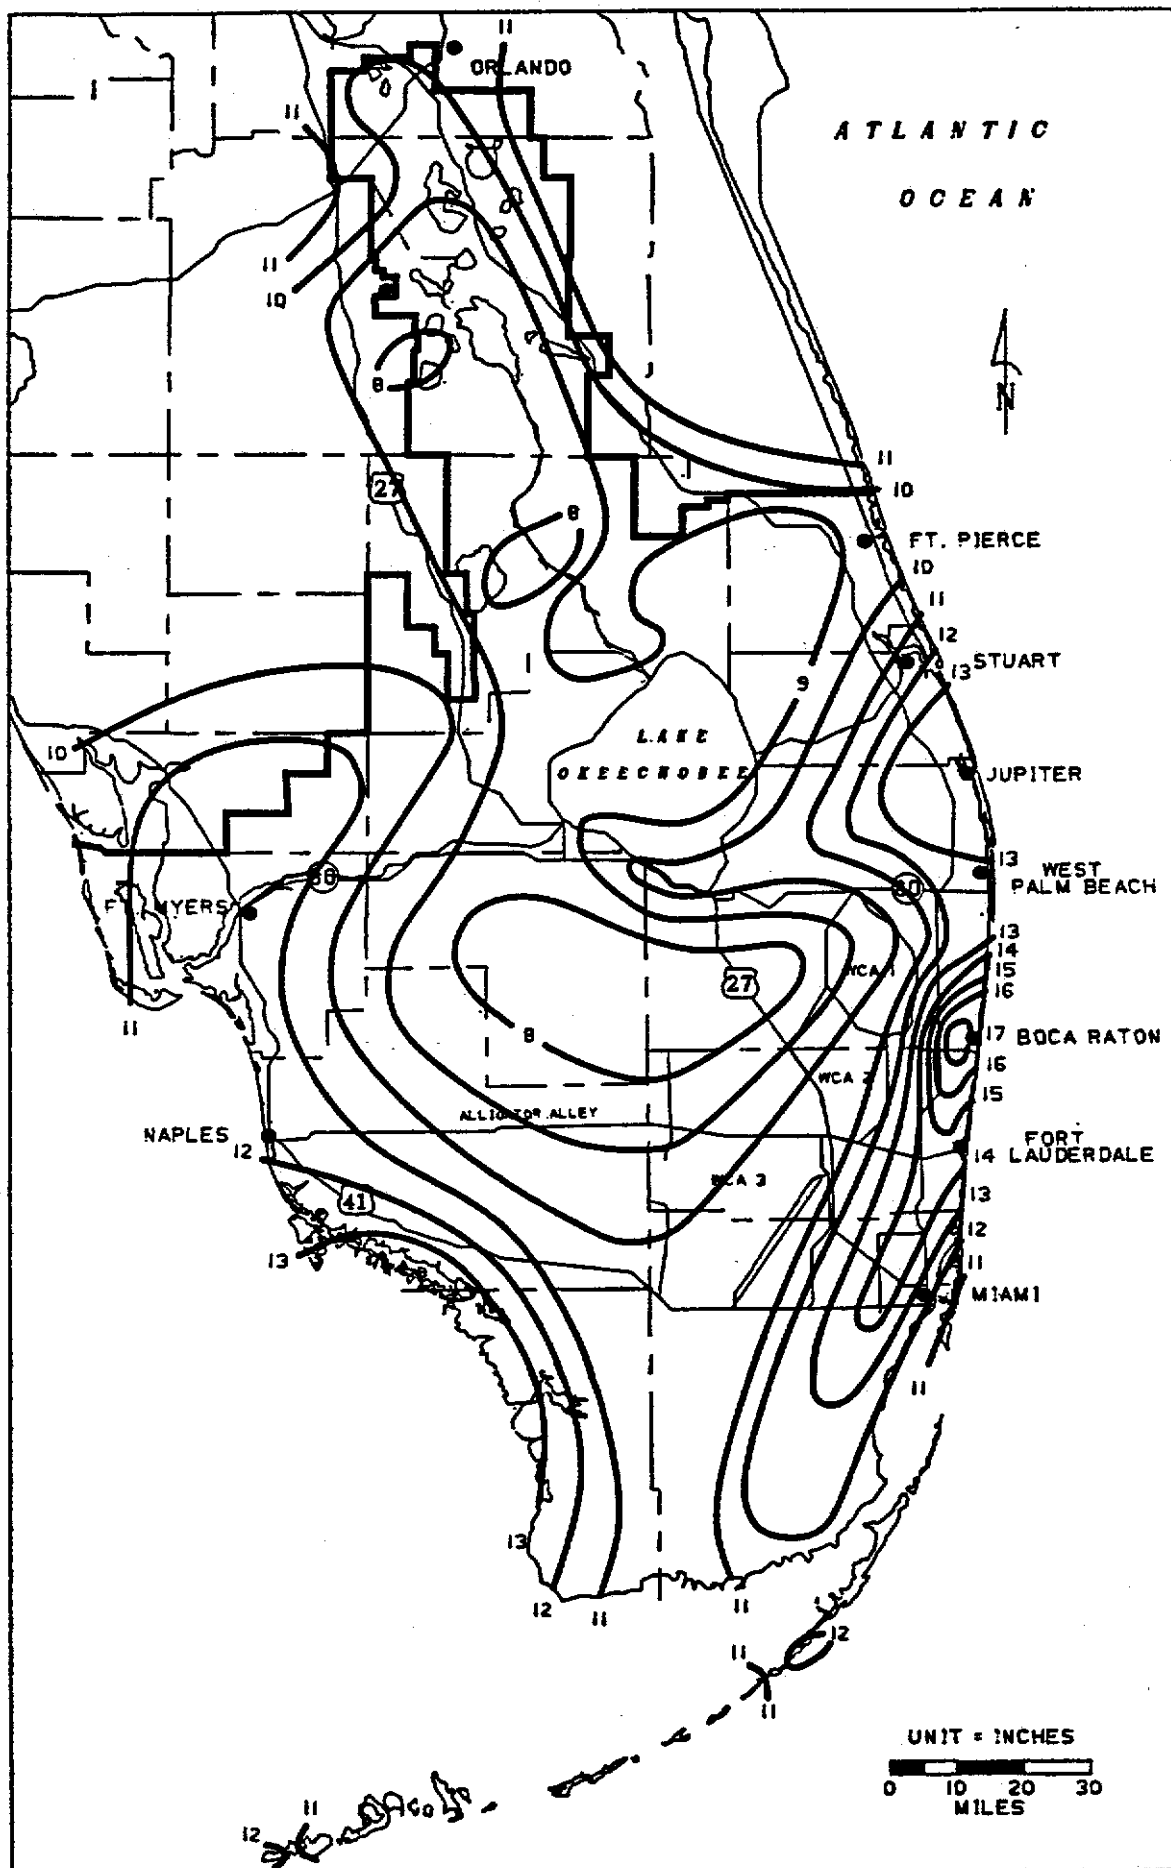 11
ORLANDO
11
ATLANTIC
OCEAN
11
10
N
8
11
10
27
8
FT. PIERCE
10
11
12
STUART
13
9
10
LAKE
OKEECHOBEE
JUPITER
13
WEST
PALM BEACH
80
80
FT. MYERS
13
14
15
16
WCA 1
27
11
8
17
BOCA RATON
16
WCA 2
15
ALLIGATOR ALLEY
NAPLES
12
FORT
14 LAUDERDALE
WCA 3
41
13
12
13
11
MIAMI
11
13
12
11
11
12
11
11
UNIT = INCHES
0 10 20 30
MILES
11
12